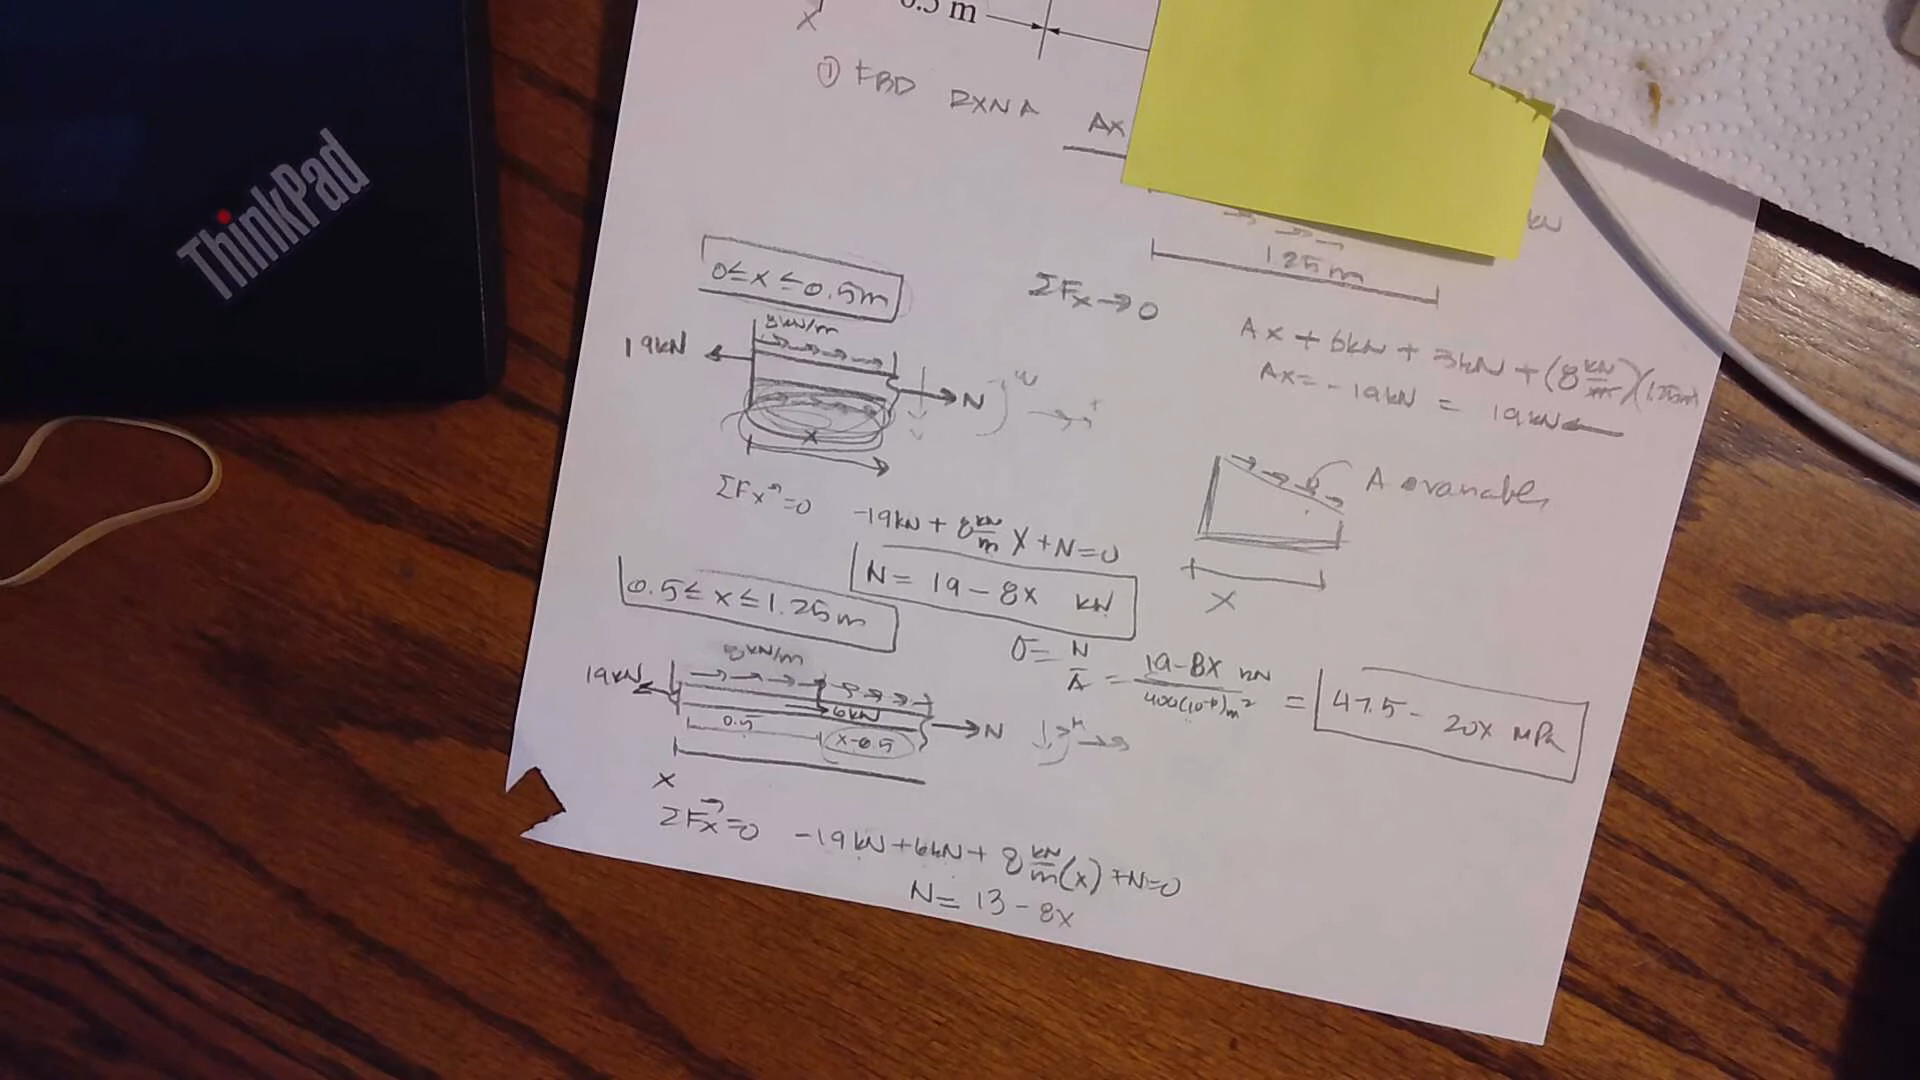 0.5 m
X
① FBD RXN A Ax
kN
1.25 m
0 ≤ x ≤ 0.5m
ΣFx → 0
8kN/m
19kN
N
x
Ax + 6kN + 3kN + (8 kN/m)(1.25m)
Ax = -19kN = 19kN ←
ΣFx→=0
-19kN + 8 kN/m X + N = 0
N = 19 - 8x kN
A
X
0.5 ≤ x ≤ 1.25m
σ = N/A = 19-8x kN / 400(10⁻⁶)m² = 47.5 - 20x MPa
8kN/m
19kN
6kN
N
0.5
x-0.5
X
ΣFx→=0 -19kN + 6kN + 8 kN/m (x) + N=0
N = 13 - 8x
ThinkPad